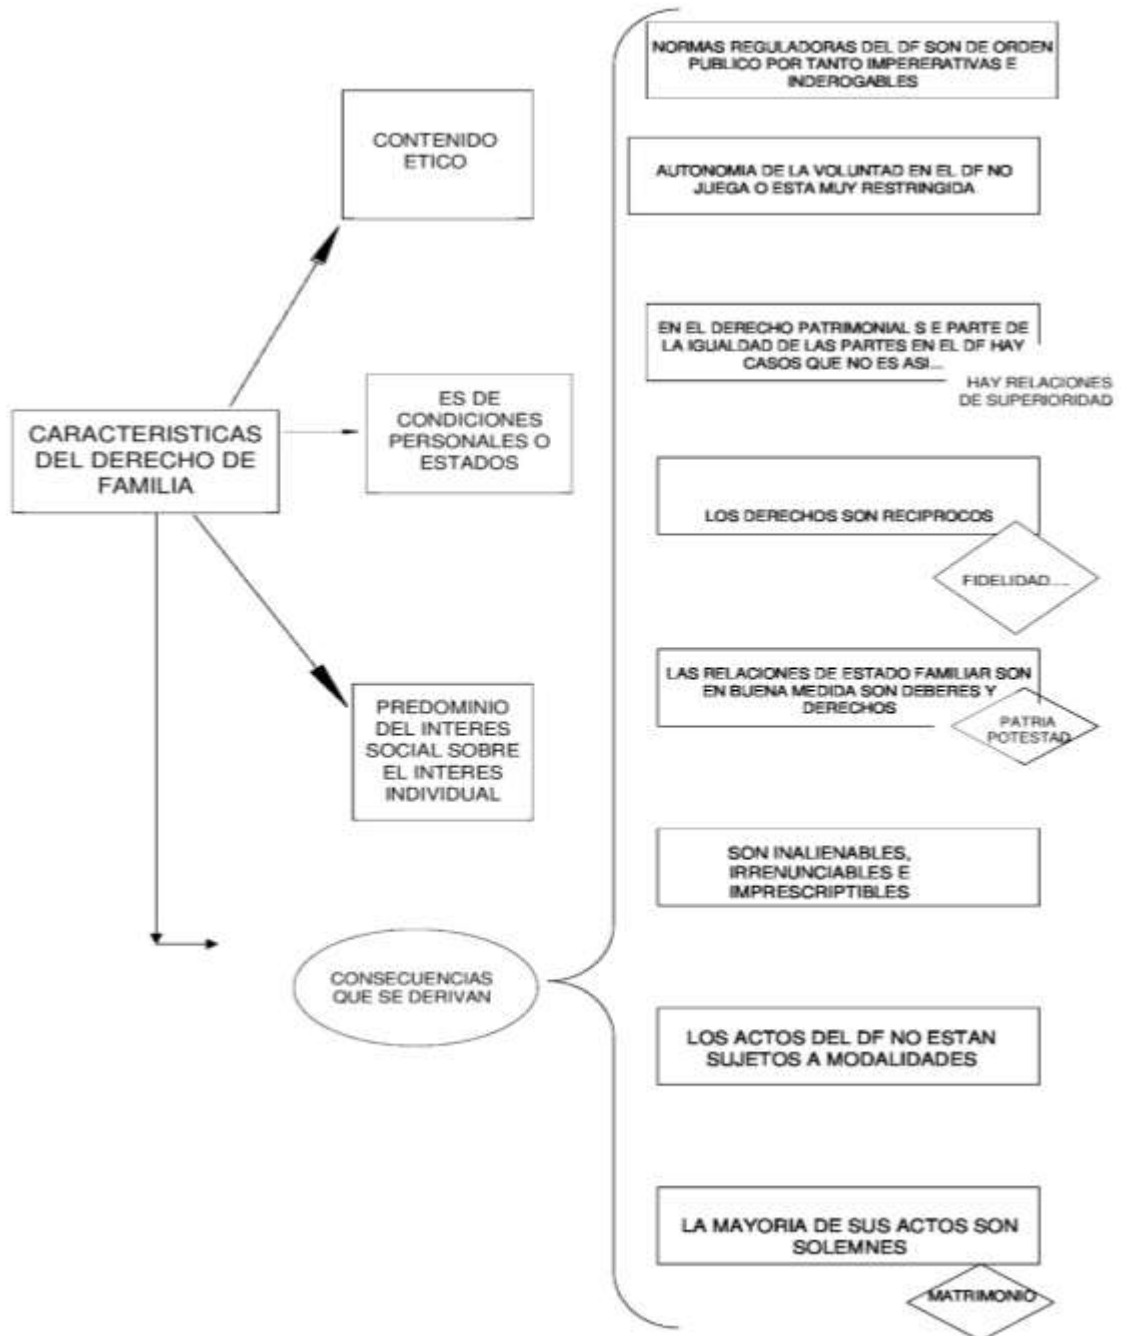 CARACTERISTICAS
DEL DERECHO DE
FAMILIA
CONTENIDO
ETICO
ES DE
CONDICIONES
PERSONALES O
ESTADOS
PREDOMINIO
DEL INTERES
SOCIAL SOBRE
EL INTERES
INDIVIDUAL
CONSECUENCIAS
QUE SE DERIVAN
NORMAS REGULADORAS DEL DF SON DE ORDEN
PUBLICO POR TANTO IMPERERATIVAS E
INDEROGABLES
AUTONOMIA DE LA VOLUNTAD EN EL DF NO
JUEGA O ESTA MUY RESTRINGIDA
EN EL DERECHO PATRIMONIAL S E PARTE DE
LA IGUALDAD DE LAS PARTES EN EL DF HAY
CASOS QUE NO ES ASI...
HAY RELACIONES
DE SUPERIORIDAD
LOS DERECHOS SON RECIPROCOS
FIDELIDAD....
LAS RELACIONES DE ESTADO FAMILIAR SON
EN BUENA MEDIDA SON DEBERES Y
DERECHOS
PATRIA
POTESTAD
SON INALIENABLES,
IRRENUNCIABLES E
IMPRESCRIPTIBLES
LOS ACTOS DEL DF NO ESTAN
SUJETOS A MODALIDADES
LA MAYORIA DE SUS ACTOS SON
SOLEMNES
MATRIMONIO